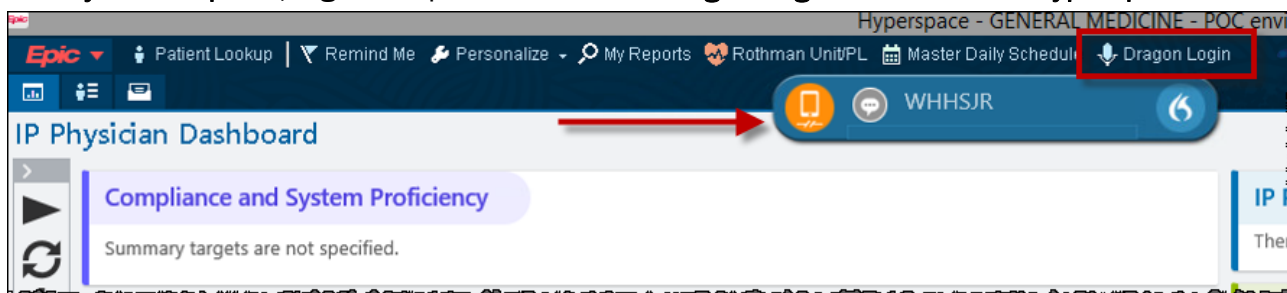 Hyperspace - GENERAL MEDICINE - POC envi
Epic Patient Lookup Remind Me Personalize My Reports Rothman Unit/PL Master Daily Schedule Dragon Login
WHHSJR
IP Physician Dashboard
Compliance and System Proficiency
IP
Summary targets are not specified.